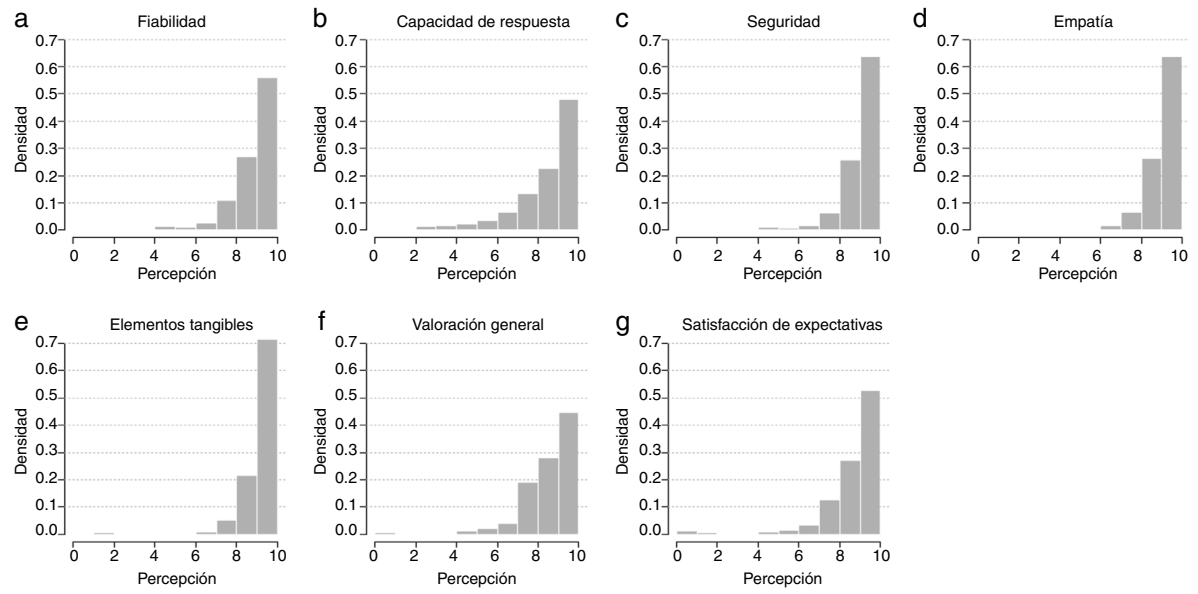 a Fiabilidad
0.7
0.6
0.5
0.4
0.3
0.2
0.1
0.0
Densidad
0 2 4 6 8 10
Percepción
b Capacidad de respuesta
0.7
0.6
0.5
0.4
0.3
0.2
0.1
0.0
Densidad
0 2 4 6 8 10
Percepción
c Seguridad
0.7
0.6
0.5
0.4
0.3
0.2
0.1
0.0
Densidad
0 2 4 6 8 10
Percepción
d Empatía
0.7
0.6
0.5
0.4
0.3
0.2
0.1
0.0
Densidad
0 2 4 6 8 10
Percepción
e Elementos tangibles
0.7
0.6
0.5
0.4
0.3
0.2
0.1
0.0
Densidad
0 2 4 6 8 10
Percepción
f Valoración general
0.7
0.6
0.5
0.4
0.3
0.2
0.1
0.0
Densidad
0 2 4 6 8 10
Percepción
g Satisfacción de expectativas
0.7
0.6
0.5
0.4
0.3
0.2
0.1
0.0
Densidad
0 2 4 6 8 10
Percepción